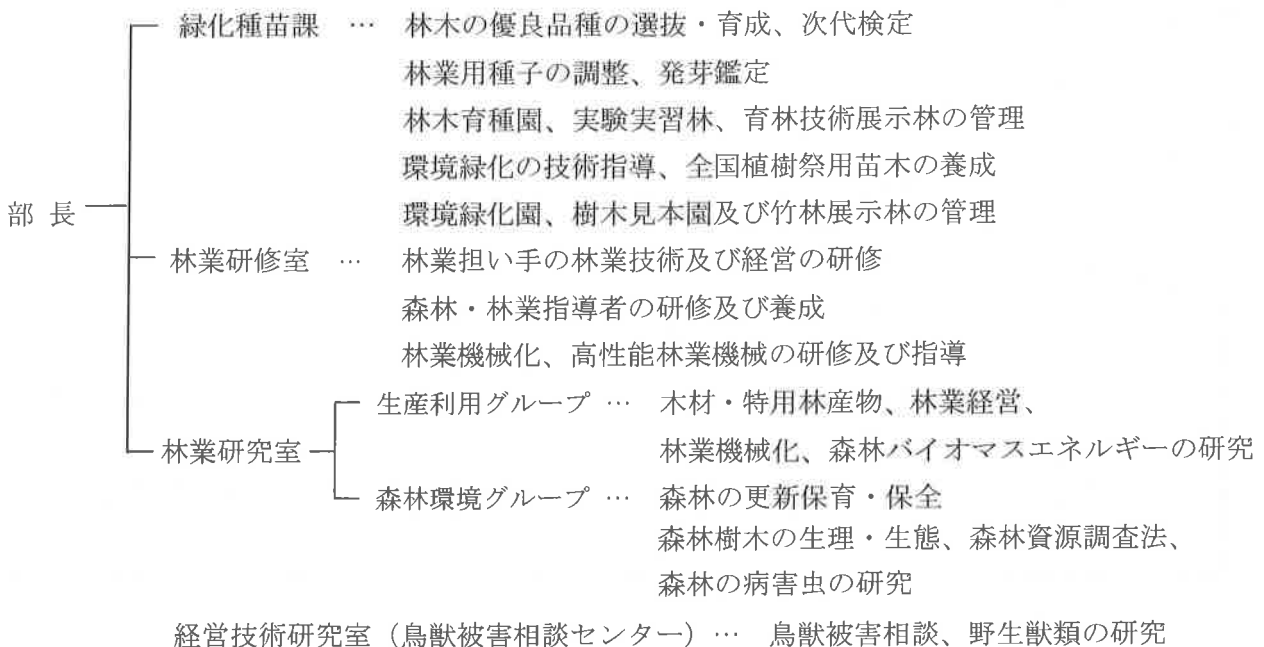 緑化種苗課 … 林木の優良品種の選抜・育成、次代検定
林業用種子の調整、発芽鑑定
林木育種園、実験実習林、育林技術展示林の管理
環境緑化の技術指導、全国植樹祭用苗木の養成
部長
環境緑化園、樹木見本園及び竹林展示林の管理
林業研修室 … 林業担い手の林業技術及び経営の研修
森林・林業指導者の研修及び養成
林業機械化、高性能林業機械の研修及び指導
生産利用グループ … 木材・特用林産物、林業経営、
林業研究室
林業機械化、森林バイオマスエネルギーの研究
森林環境グループ … 森林の更新保育・保全
森林樹木の生理・生態、森林資源調査法、
森林の病害虫の研究
経営技術研究室（鳥獣被害相談センター）… 鳥獣被害相談、野生獣類の研究